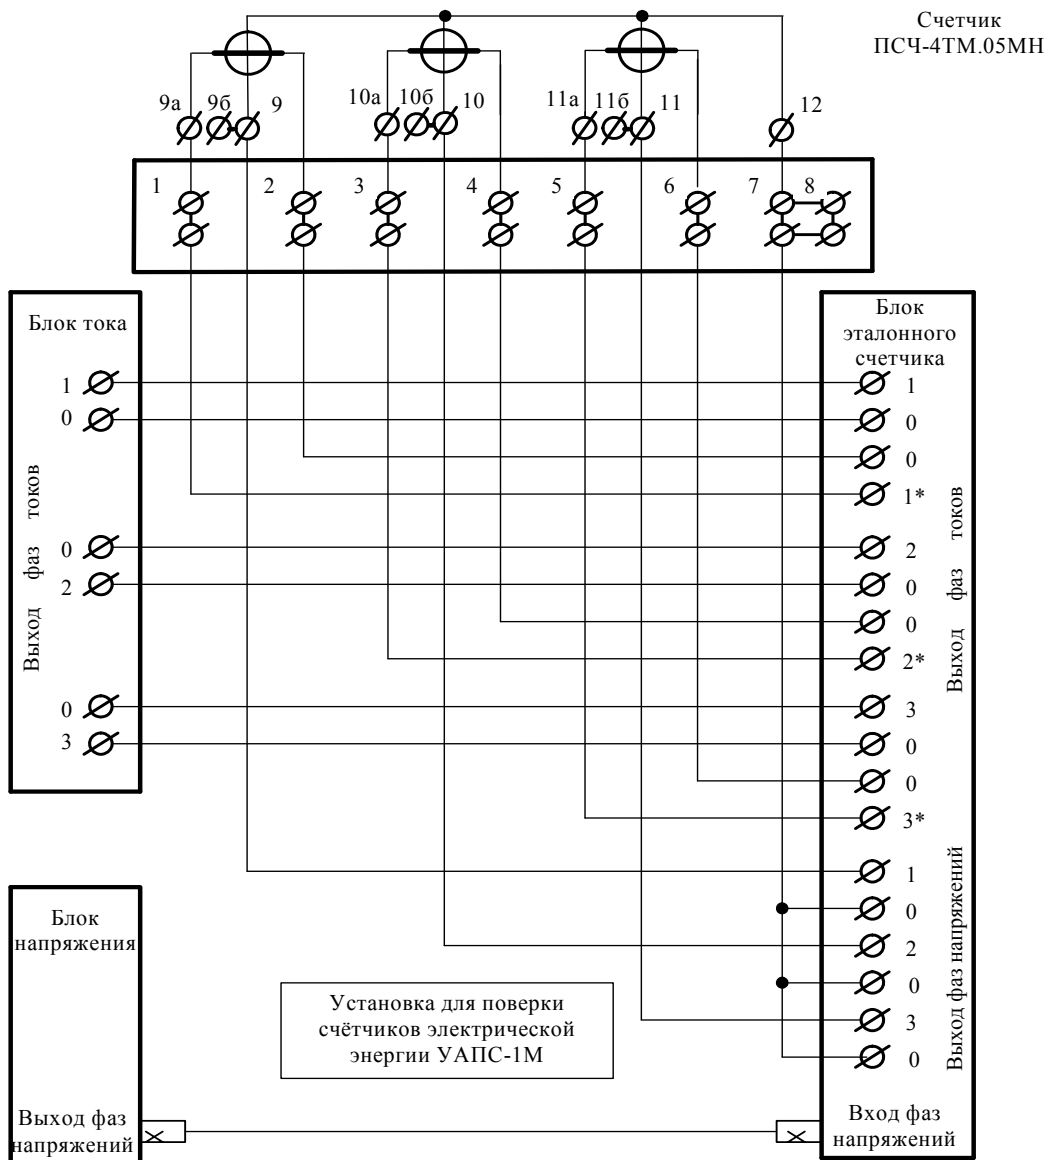 Счетчик
ПСЧ-4ТМ.05МН
9а 9б 9 10а 10б 10 11а 11б 11 12
1 2 3 4 5 6 7 8
Блок тока
1
0
0
2
0
3
Выход фаз токов
Блок
эталонного
счетчика
1
0
0
1*
2
0
0
2*
3
0
0
3*
Выход фаз токов
1
0
2
0
3
0
Выход фаз напряжений
Блок
напряжения
Выход фаз
напряжений
Установка для поверки
счётчиков электрической
энергии УАПС-1М
Вход фаз
напряжений